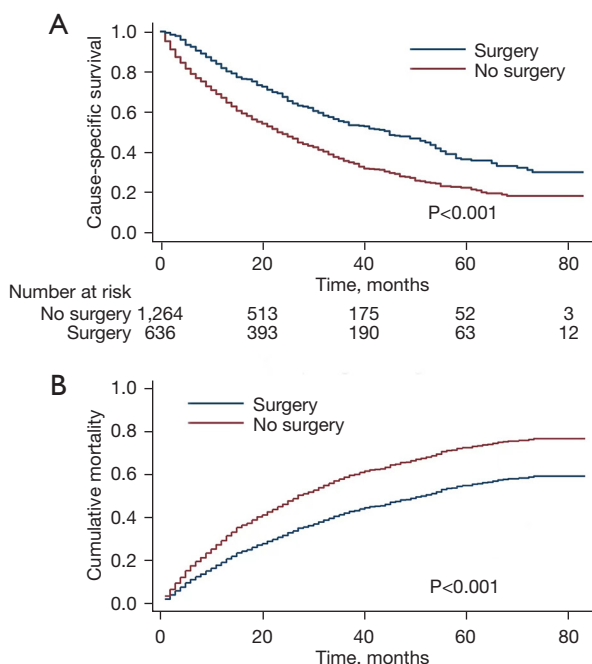 A
1.0
0.8
0.6
0.4
0.2
0.0
Cause-specific survival
Surgery
No surgery
P<0.001
0 20 40 60 80
Time, months
Number at risk
No surgery 1,264 513 175 52 3
Surgery 636 393 190 63 12
B
1.0
0.8
0.6
0.4
0.2
0.0
Cumulative mortality
Surgery
No surgery
P<0.001
0 20 40 60 80
Time, months